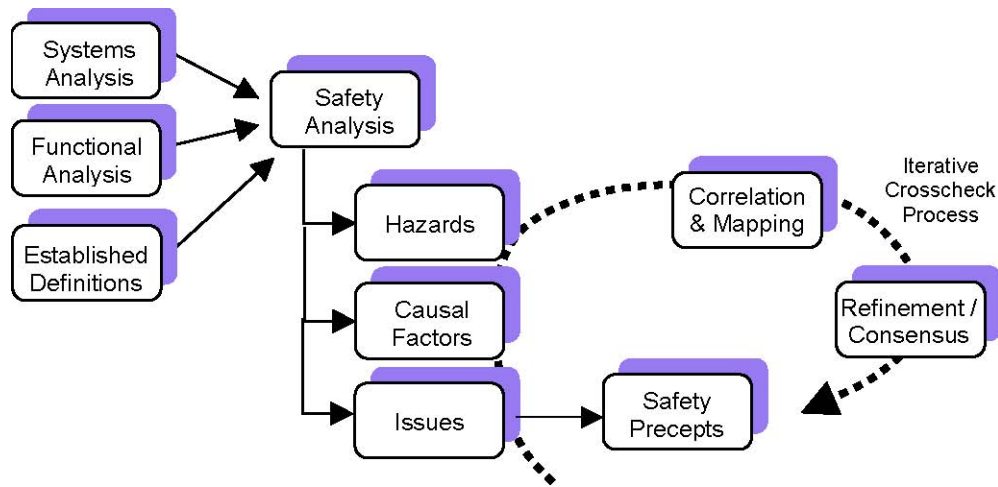 Systems
Analysis
Functional
Analysis
Established
Definitions
Safety
Analysis
Hazards
Causal
Factors
Issues
Safety
Precepts
Correlation
& Mapping
Iterative
Crosscheck
Process
Refinement /
Consensus